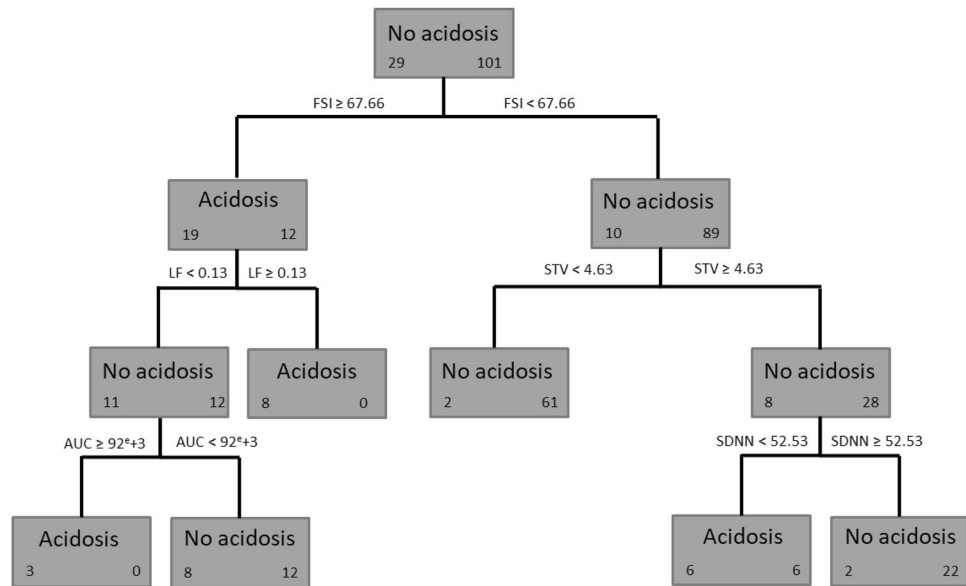 No acidosis
29 101
FSI ≥ 67.66 FSI < 67.66
Acidosis
19 12
No acidosis
10 89
LF < 0.13 LF ≥ 0.13
STV < 4.63 STV ≥ 4.63
No acidosis
11 12
Acidosis
8 0
No acidosis
2 61
No acidosis
8 28
AUC ≥ 92ᵉ+3 AUC < 92ᵉ+3
SDNN < 52.53 SDNN ≥ 52.53
Acidosis
3 0
No acidosis
8 12
Acidosis
6 6
No acidosis
2 22